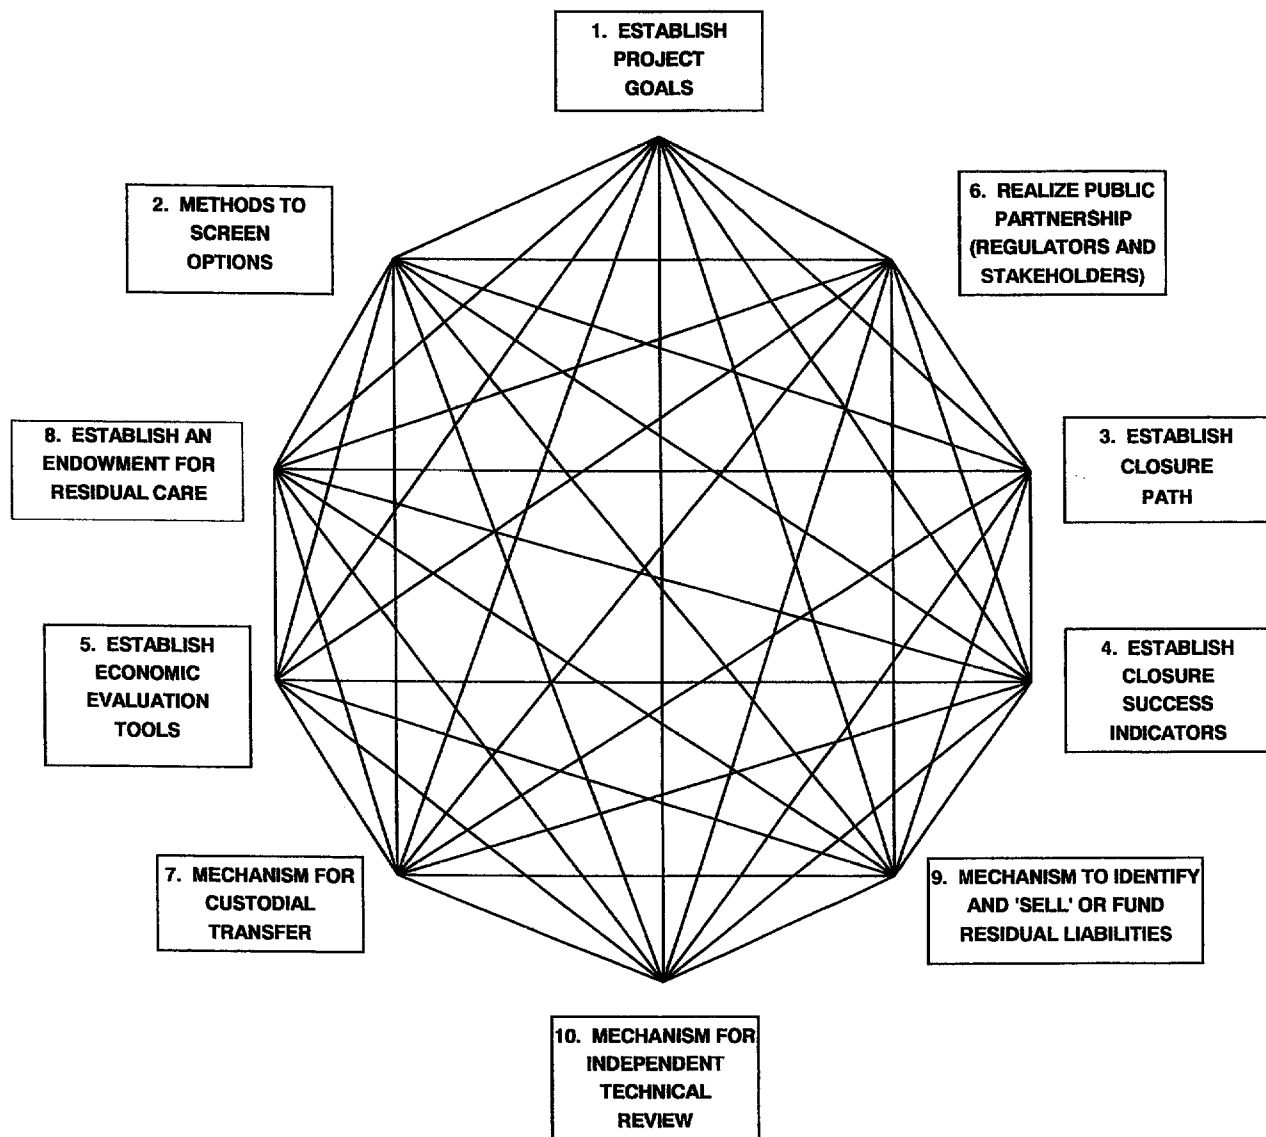 1. ESTABLISH
PROJECT
GOALS
2. METHODS TO
SCREEN
OPTIONS
6. REALIZE PUBLIC
PARTNERSHIP
(REGULATORS AND
STAKEHOLDERS)
8. ESTABLISH AN
ENDOWMENT FOR
RESIDUAL CARE
3. ESTABLISH
CLOSURE
PATH
5. ESTABLISH
ECONOMIC
EVALUATION
TOOLS
4. ESTABLISH
CLOSURE
SUCCESS
INDICATORS
7. MECHANISM FOR
CUSTODIAL
TRANSFER
9. MECHANISM TO IDENTIFY
AND 'SELL' OR FUND
RESIDUAL LIABILITIES
10. MECHANISM FOR
INDEPENDENT
TECHNICAL
REVIEW